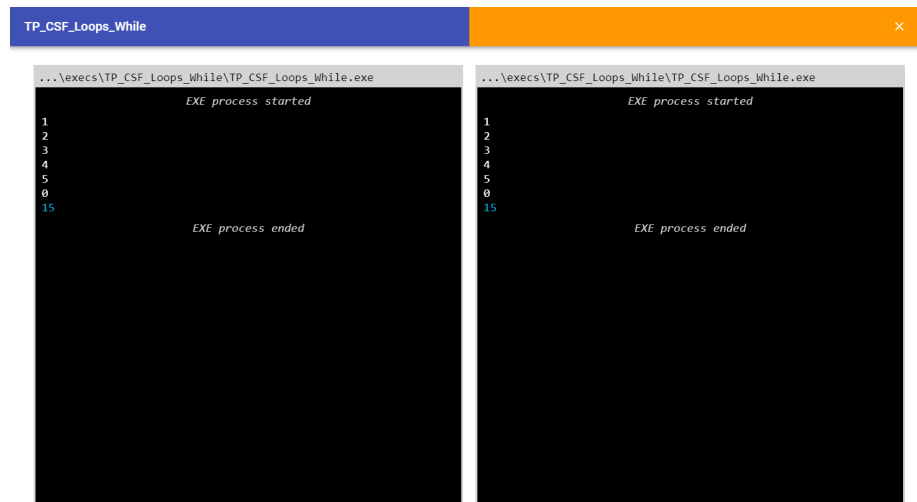 TP_CSF_Loops_While
×
...\execs\TP_CSF_Loops_While\TP_CSF_Loops_While.exe
EXE process started
1
2
3
4
5
0
15
EXE process ended
...\execs\TP_CSF_Loops_While\TP_CSF_Loops_While.exe
EXE process started
1
2
3
4
5
0
15
EXE process ended